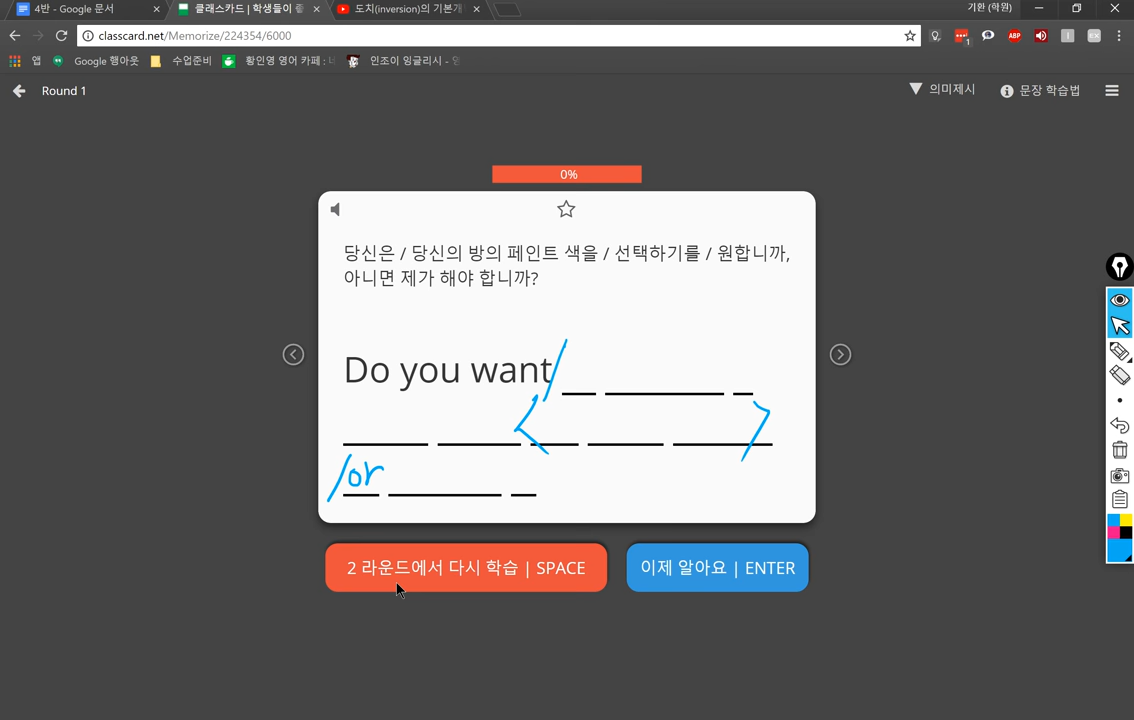 4반 - Google 문서
클래스카드 | 학생들이 좋
도치(inversion)의 기본개
기환 (학원)
classcard.net/Memorize/224354/6000
ABP
1
앱
Google 행아웃
수업준비
황인영 영어 카페 : 네
인조이 잉글리시 - 영
Round 1
의미제시
문장 학습법
0%
당신은 / 당신의 방의 페인트 색을 / 선택하기를 / 원합니까,
아니면 제가 해야 합니까?
Do you want /
< >
/or
2 라운드에서 다시 학습 | SPACE
이제 알아요 | ENTER